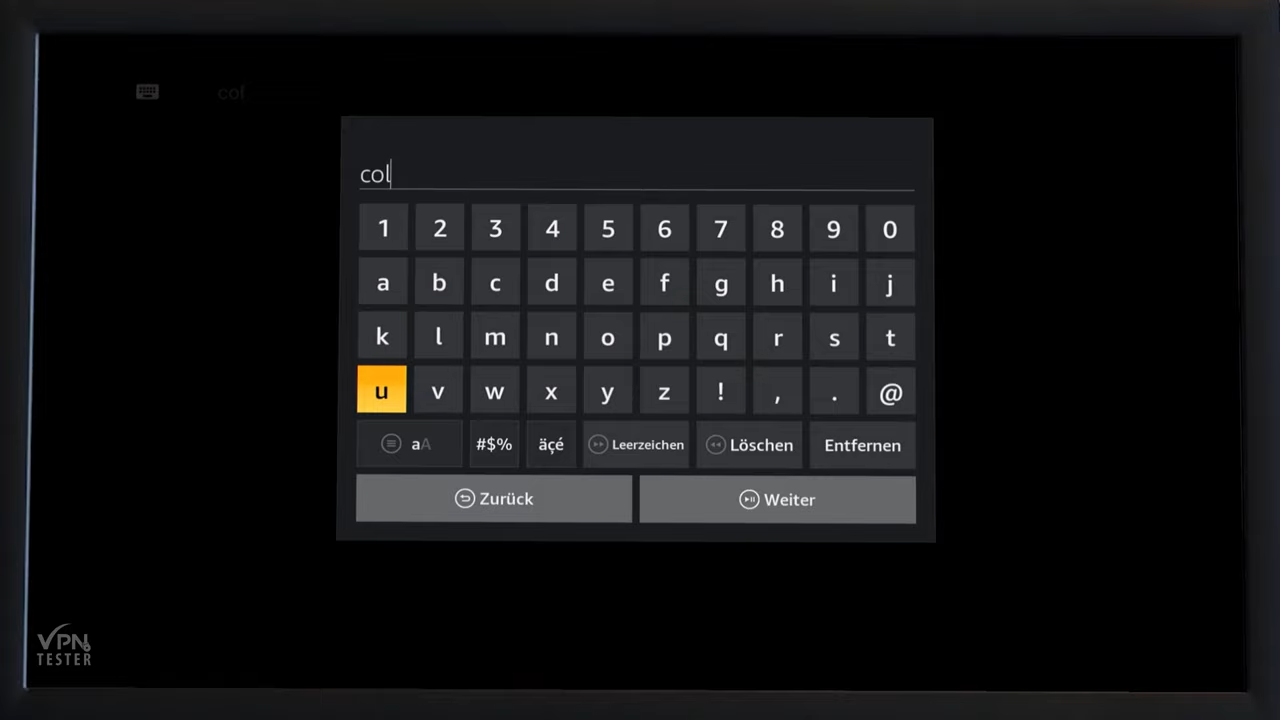 col
col
1 2 3 4 5 6 7 8 9 0
a b c d e f g h i j
k l m n o p q r s t
u v w x y z ! , . @
aA #$% äçé Leerzeichen Löschen Entfernen
Zurück Weiter
VPN
TESTER